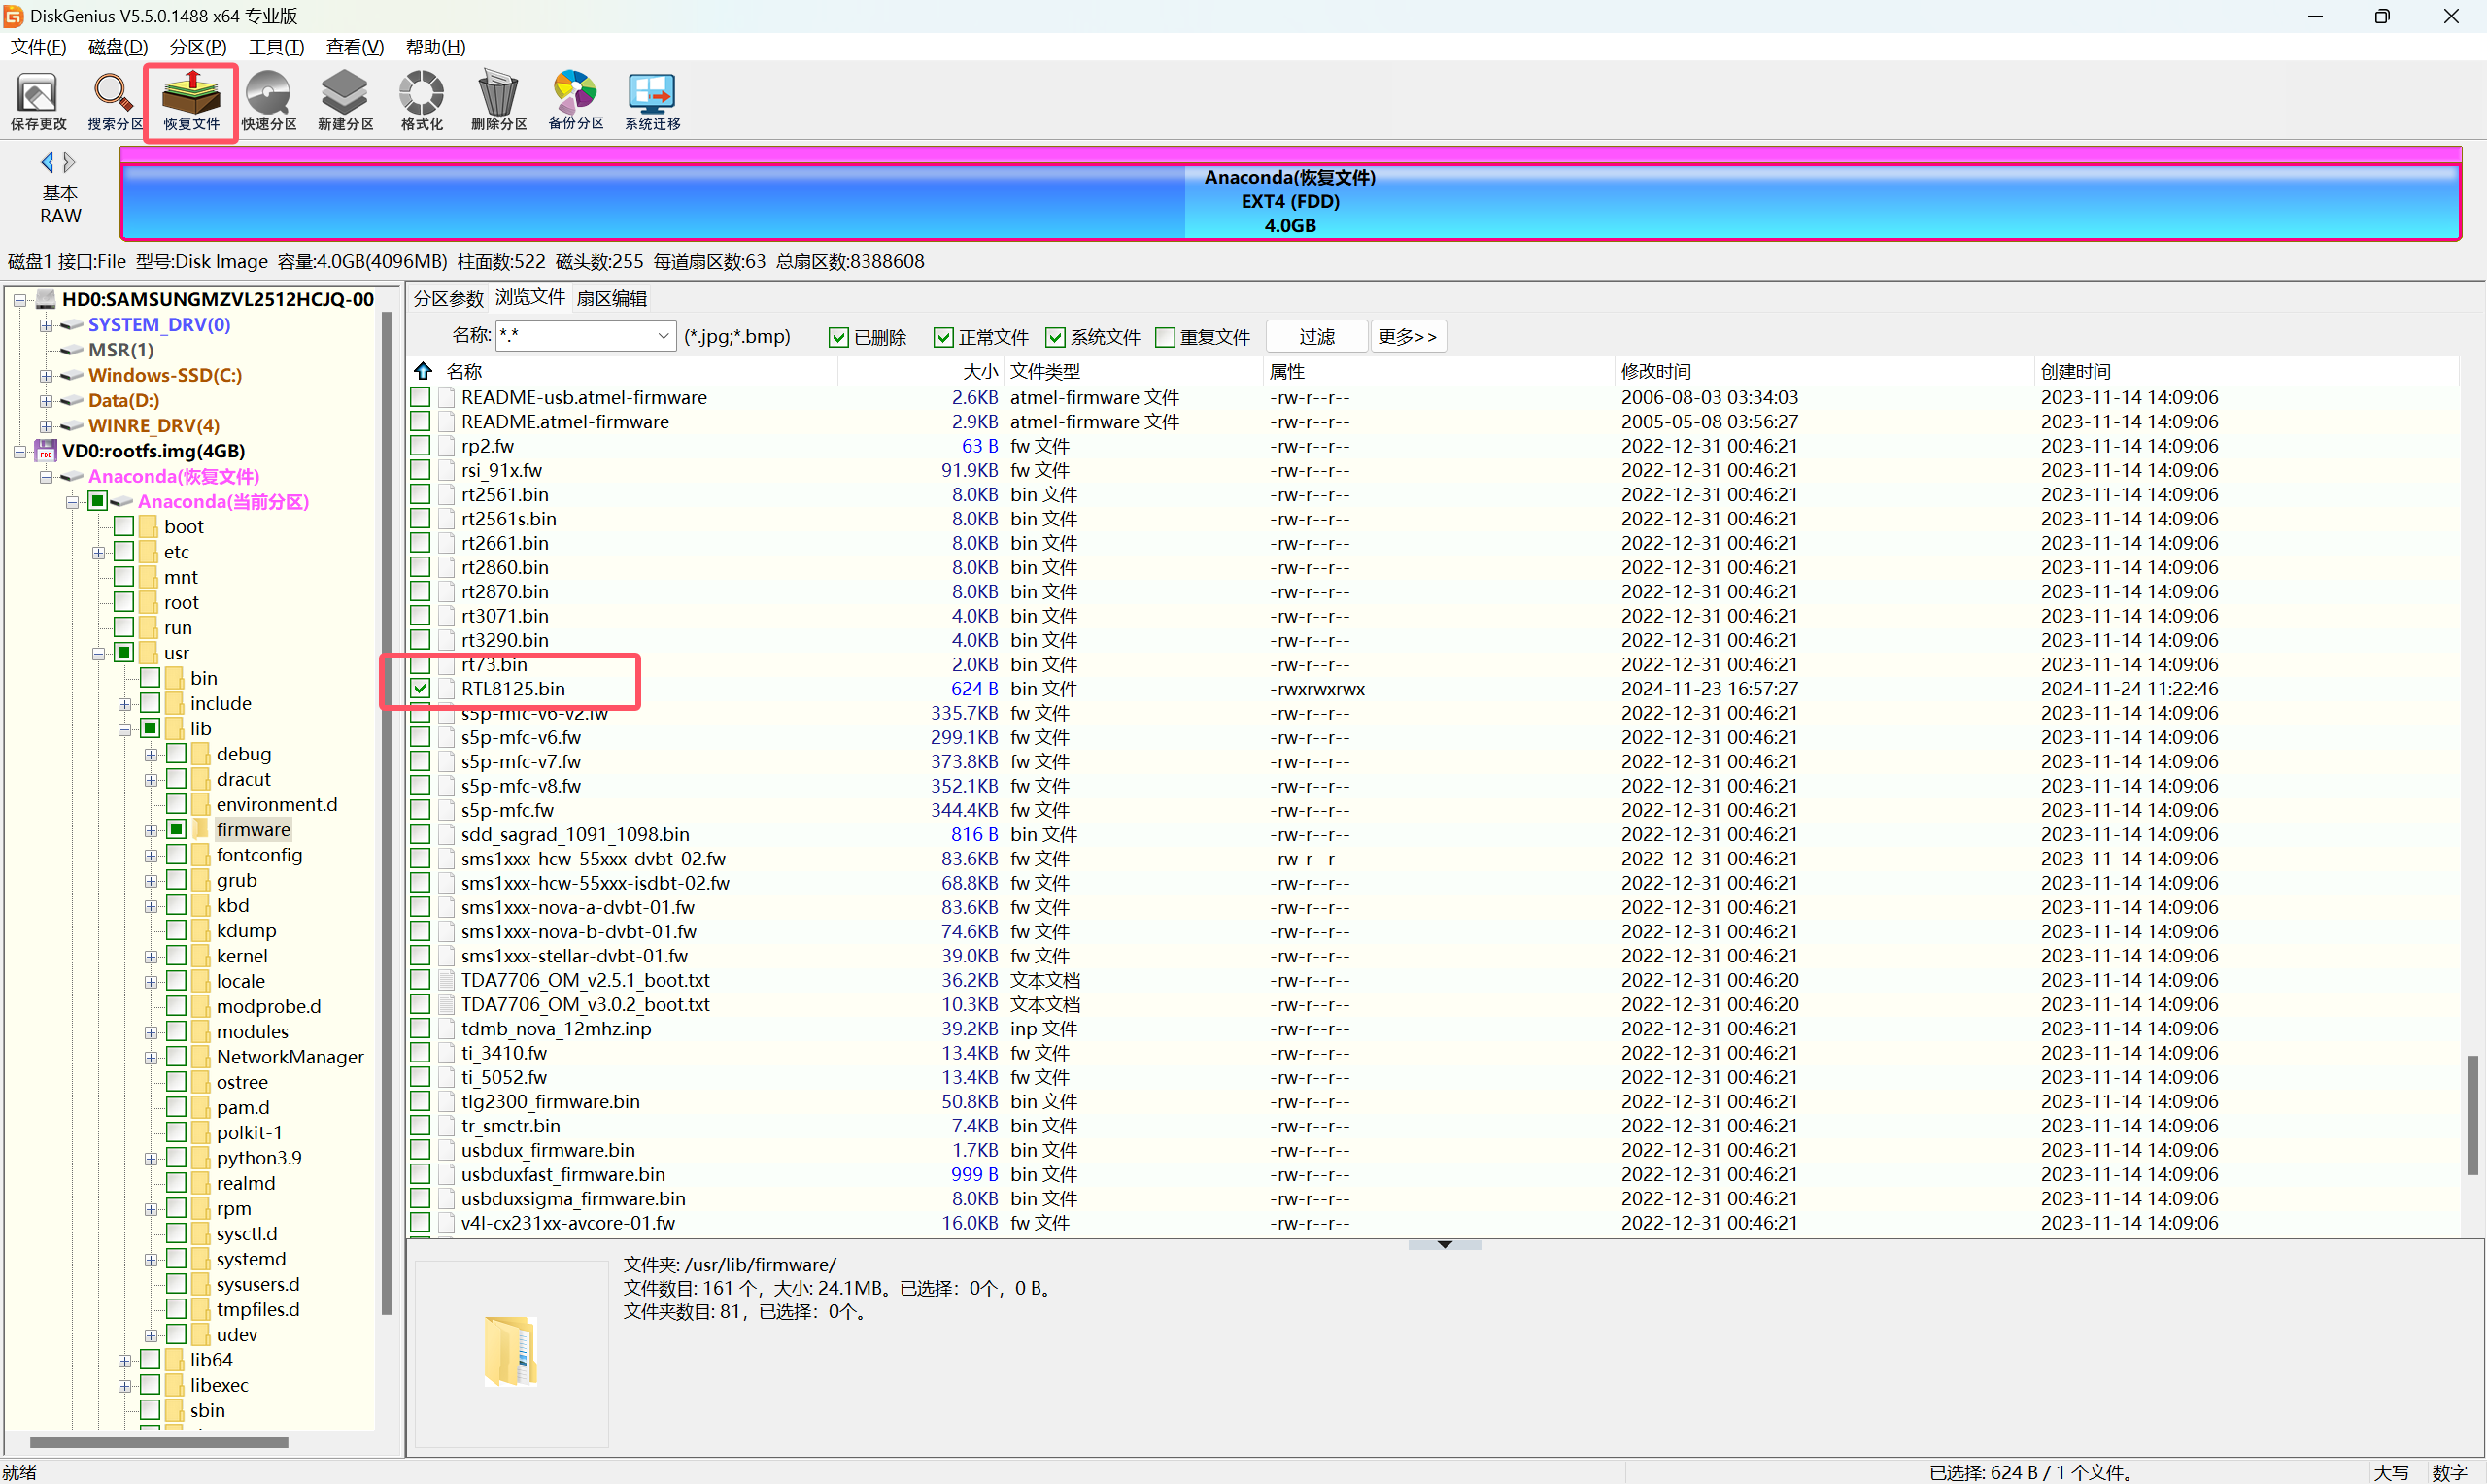 DiskGenius V5.5.0.1488 x64 专业版
文件(F) 磁盘(D) 分区(P) 工具(T) 查看(V) 帮助(H)
保存更改 搜索分区 恢复文件 快速分区 新建分区 格式化 删除分区 备份分区 系统迁移
基本
RAW
Anaconda(恢复文件)
EXT4 (FDD)
4.0GB
磁盘1 接口:File 型号:Disk Image 容量:4.0GB(4096MB) 柱面数:522 磁头数:255 每道扇区数:63 总扇区数:8388608
HD0:SAMSUNGMZVL2512HCJQ-00
SYSTEM_DRV(0)
MSR(1)
Windows-SSD(C:)
Data(D:)
WINRE_DRV(4)
VD0:rootfs.img(4GB)
Anaconda(恢复文件)
Anaconda(当前分区)
boot
etc
mnt
root
run
usr
bin
include
lib
debug
dracut
environment.d
firmware
fontconfig
grub
kbd
kdump
kernel
locale
modprobe.d
modules
NetworkManager
ostree
pam.d
polkit-1
python3.9
realmd
rpm
sysctl.d
systemd
sysusers.d
tmpfiles.d
udev
lib64
libexec
sbin
分区参数 浏览文件 扇区编辑
名称: *.* (*.jpg;*.bmp) 已删除 正常文件 系统文件 重复文件 过滤 更多>>
名称 大小 文件类型 属性 修改时间 创建时间
README-usb.atmel-firmware 2.6KB atmel-firmware 文件 -rw-r--r-- 2006-08-03 03:34:03 2023-11-14 14:09:06
README.atmel-firmware 2.9KB atmel-firmware 文件 -rw-r--r-- 2005-05-08 03:56:27 2023-11-14 14:09:06
rp2.fw 63 B fw 文件 -rw-r--r-- 2022-12-31 00:46:21 2023-11-14 14:09:06
rsi_91x.fw 91.9KB fw 文件 -rw-r--r-- 2022-12-31 00:46:21 2023-11-14 14:09:06
rt2561.bin 8.0KB bin 文件 -rw-r--r-- 2022-12-31 00:46:21 2023-11-14 14:09:06
rt2561s.bin 8.0KB bin 文件 -rw-r--r-- 2022-12-31 00:46:21 2023-11-14 14:09:06
rt2661.bin 8.0KB bin 文件 -rw-r--r-- 2022-12-31 00:46:21 2023-11-14 14:09:06
rt2860.bin 8.0KB bin 文件 -rw-r--r-- 2022-12-31 00:46:21 2023-11-14 14:09:06
rt2870.bin 8.0KB bin 文件 -rw-r--r-- 2022-12-31 00:46:21 2023-11-14 14:09:06
rt3071.bin 4.0KB bin 文件 -rw-r--r-- 2022-12-31 00:46:21 2023-11-14 14:09:06
rt3290.bin 4.0KB bin 文件 -rw-r--r-- 2022-12-31 00:46:21 2023-11-14 14:09:06
rt73.bin 2.0KB bin 文件 -rw-r--r-- 2022-12-31 00:46:21 2023-11-14 14:09:06
RTL8125.bin 624 B bin 文件 -rwxrwxrwx 2024-11-23 16:57:27 2024-11-24 11:22:46
s5p-mfc-v6-v2.fw 335.7KB fw 文件 -rw-r--r-- 2022-12-31 00:46:21 2023-11-14 14:09:06
s5p-mfc-v6.fw 299.1KB fw 文件 -rw-r--r-- 2022-12-31 00:46:21 2023-11-14 14:09:06
s5p-mfc-v7.fw 373.8KB fw 文件 -rw-r--r-- 2022-12-31 00:46:21 2023-11-14 14:09:06
s5p-mfc-v8.fw 352.1KB fw 文件 -rw-r--r-- 2022-12-31 00:46:21 2023-11-14 14:09:06
s5p-mfc.fw 344.4KB fw 文件 -rw-r--r-- 2022-12-31 00:46:21 2023-11-14 14:09:06
sdd_sagrad_1091_1098.bin 816 B bin 文件 -rw-r--r-- 2022-12-31 00:46:21 2023-11-14 14:09:06
sms1xxx-hcw-55xxx-dvbt-02.fw 83.6KB fw 文件 -rw-r--r-- 2022-12-31 00:46:21 2023-11-14 14:09:06
sms1xxx-hcw-55xxx-isdbt-02.fw 68.8KB fw 文件 -rw-r--r-- 2022-12-31 00:46:21 2023-11-14 14:09:06
sms1xxx-nova-a-dvbt-01.fw 83.6KB fw 文件 -rw-r--r-- 2022-12-31 00:46:21 2023-11-14 14:09:06
sms1xxx-nova-b-dvbt-01.fw 74.6KB fw 文件 -rw-r--r-- 2022-12-31 00:46:21 2023-11-14 14:09:06
sms1xxx-stellar-dvbt-01.fw 39.0KB fw 文件 -rw-r--r-- 2022-12-31 00:46:21 2023-11-14 14:09:06
TDA7706_OM_v2.5.1_boot.txt 36.2KB 文本文档 -rw-r--r-- 2022-12-31 00:46:20 2023-11-14 14:09:06
TDA7706_OM_v3.0.2_boot.txt 10.3KB 文本文档 -rw-r--r-- 2022-12-31 00:46:20 2023-11-14 14:09:06
tdmb_nova_12mhz.inp 39.2KB inp 文件 -rw-r--r-- 2022-12-31 00:46:21 2023-11-14 14:09:06
ti_3410.fw 13.4KB fw 文件 -rw-r--r-- 2022-12-31 00:46:21 2023-11-14 14:09:06
ti_5052.fw 13.4KB fw 文件 -rw-r--r-- 2022-12-31 00:46:21 2023-11-14 14:09:06
tlg2300_firmware.bin 50.8KB bin 文件 -rw-r--r-- 2022-12-31 00:46:21 2023-11-14 14:09:06
tr_smctr.bin 7.4KB bin 文件 -rw-r--r-- 2022-12-31 00:46:21 2023-11-14 14:09:06
usbdux_firmware.bin 1.7KB bin 文件 -rw-r--r-- 2022-12-31 00:46:21 2023-11-14 14:09:06
usbduxfast_firmware.bin 999 B bin 文件 -rw-r--r-- 2022-12-31 00:46:21 2023-11-14 14:09:06
usbduxsigma_firmware.bin 8.0KB bin 文件 -rw-r--r-- 2022-12-31 00:46:21 2023-11-14 14:09:06
v4l-cx231xx-avcore-01.fw 16.0KB fw 文件 -rw-r--r-- 2022-12-31 00:46:21 2023-11-14 14:09:06
文件夹: /usr/lib/firmware/
文件数目: 161 个，大小: 24.1MB。已选择：0个，0 B。
文件夹数目: 81，已选择：0个。
就绪 已选择: 624 B / 1 个文件。 大写 数字